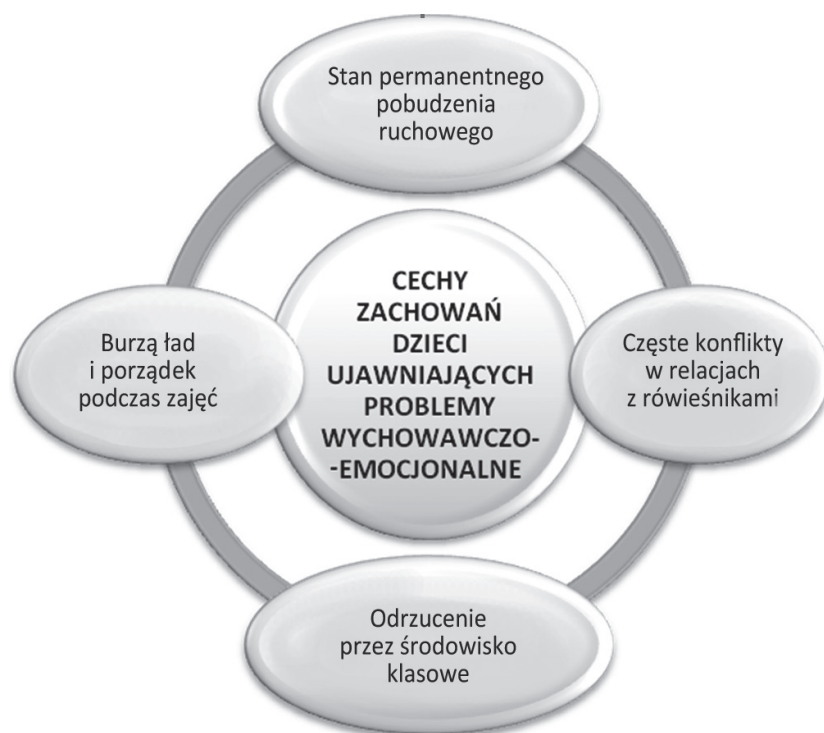 Stan permanentnego
pobudzenia
ruchowego
CECHY
ZACHOWAŃ
DZIECI
UJAWNIAJĄCYCH
PROBLEMY
WYCHOWAWCZO-
-EMOCJONALNE
Burzą ład
i porządek
podczas zajęć
Częste konflikty
w relacjach
z rówieśnikami
Odrzucenie
przez środowisko
klasowe